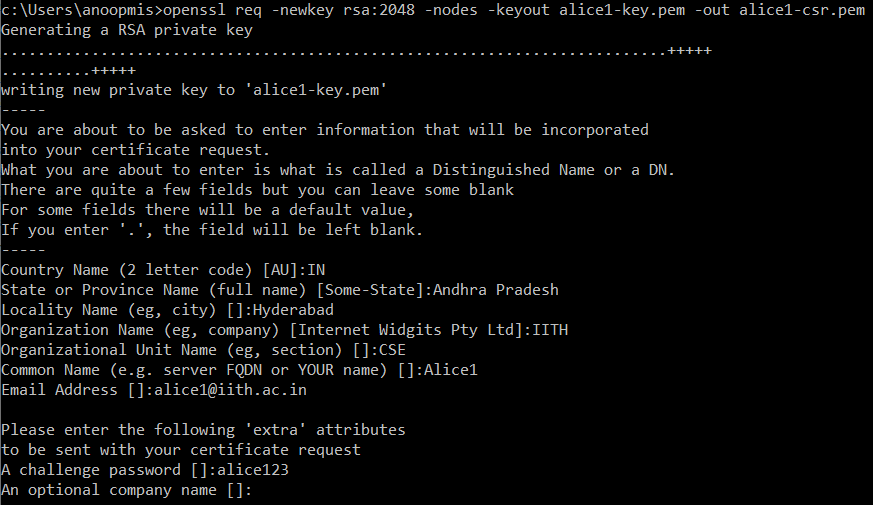 c:\Users\anoopmis>openssl req -newkey rsa:2048 -nodes -keyout alice1-key.pem -out alice1-csr.pem
Generating a RSA private key
.........................................................................+++++
..........+++++
writing new private key to 'alice1-key.pem'
-----
You are about to be asked to enter information that will be incorporated
into your certificate request.
What you are about to enter is what is called a Distinguished Name or a DN.
There are quite a few fields but you can leave some blank
For some fields there will be a default value,
If you enter '.', the field will be left blank.
-----
Country Name (2 letter code) [AU]:IN
State or Province Name (full name) [Some-State]:Andhra Pradesh
Locality Name (eg, city) []:Hyderabad
Organization Name (eg, company) [Internet Widgits Pty Ltd]:IITH
Organizational Unit Name (eg, section) []:CSE
Common Name (e.g. server FQDN or YOUR name) []:Alice1
Email Address []:alice1@iith.ac.in

Please enter the following 'extra' attributes
to be sent with your certificate request
A challenge password []:alice123
An optional company name []: